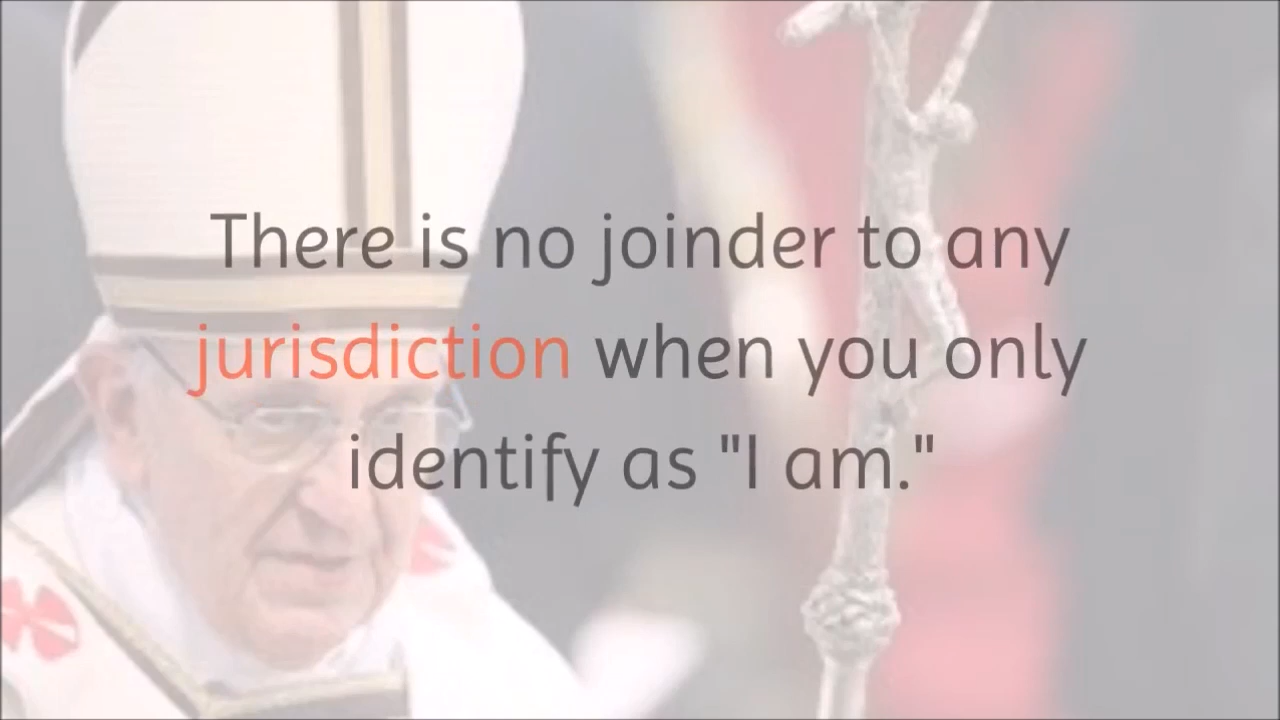 There is no joinder to any
jurisdiction when you only
identify as "I am."